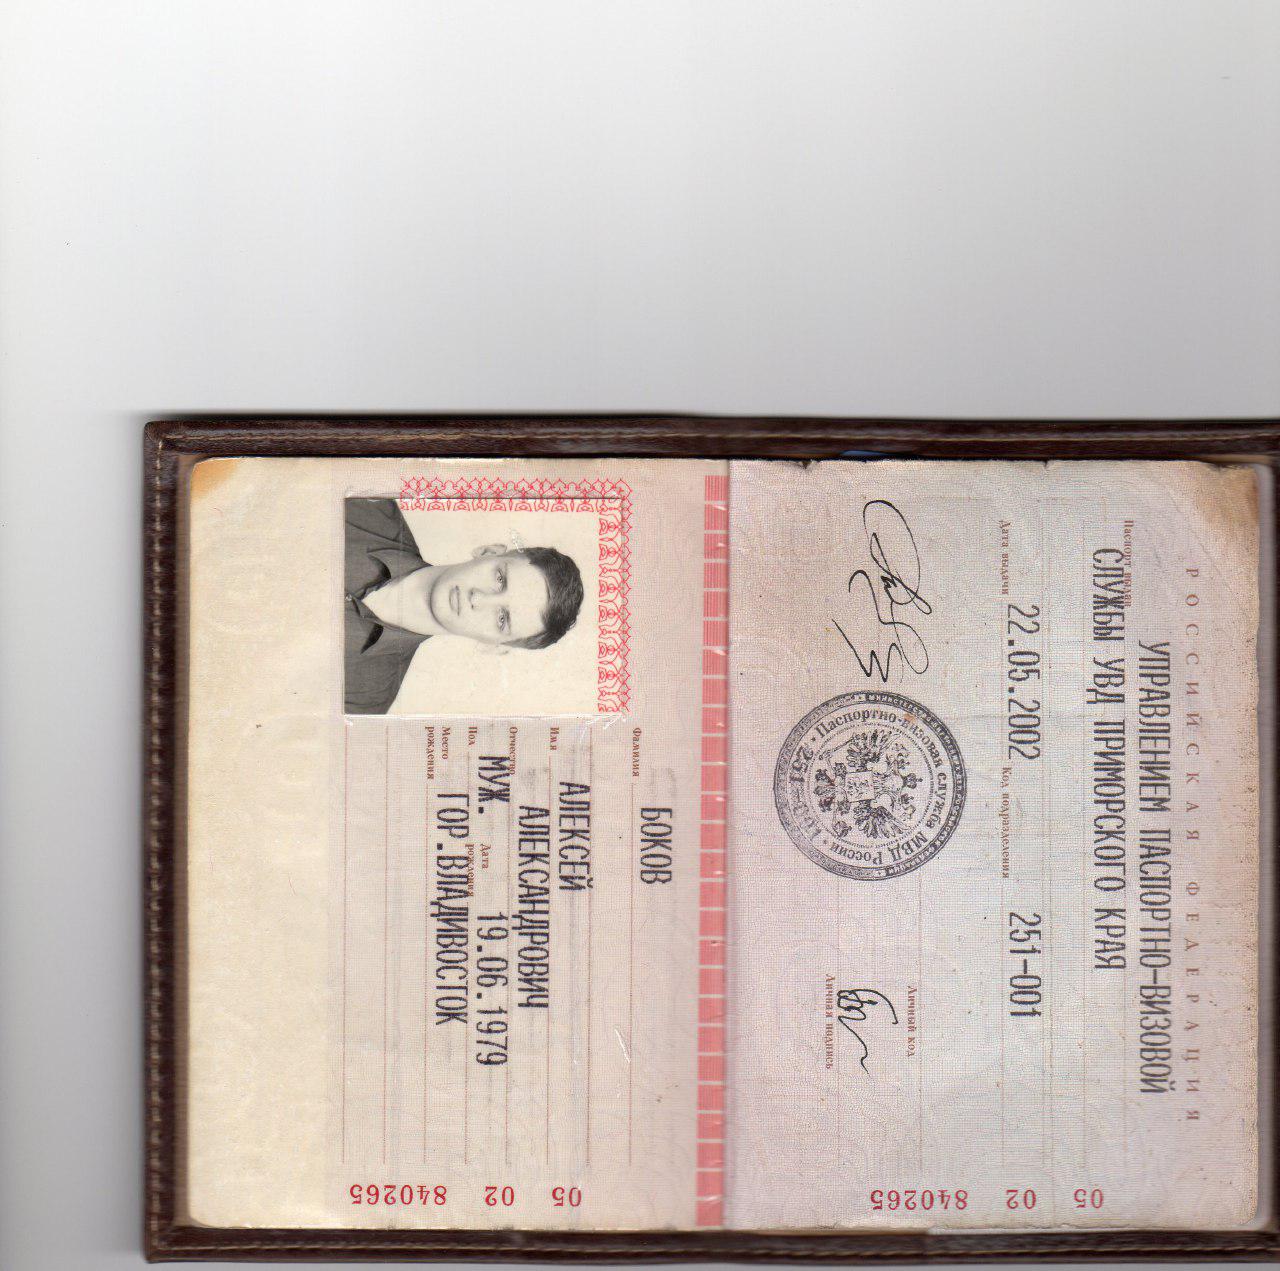 РОССИЙСКАЯ ФЕДЕРАЦИЯ
Паспорт выдан
УПРАВЛЕНИЕМ ПАСПОРТНО-ВИЗОВОЙ
СЛУЖБЫ УВД ПРИМОРСКОГО КРАЯ
Дата выдачи 22.05.2002 Код подразделения 251-001
Личный код
Личная подпись
Паспортно-визовая служба МВД России
05 02 840265
Фамилия
БОКОВ
Имя
АЛЕКСЕЙ
Отчество
АЛЕКСАНДРОВИЧ
Пол МУЖ. Дата рождения 19.06.1979
Место рождения ГОР.ВЛАДИВОСТОК
05 02 840265